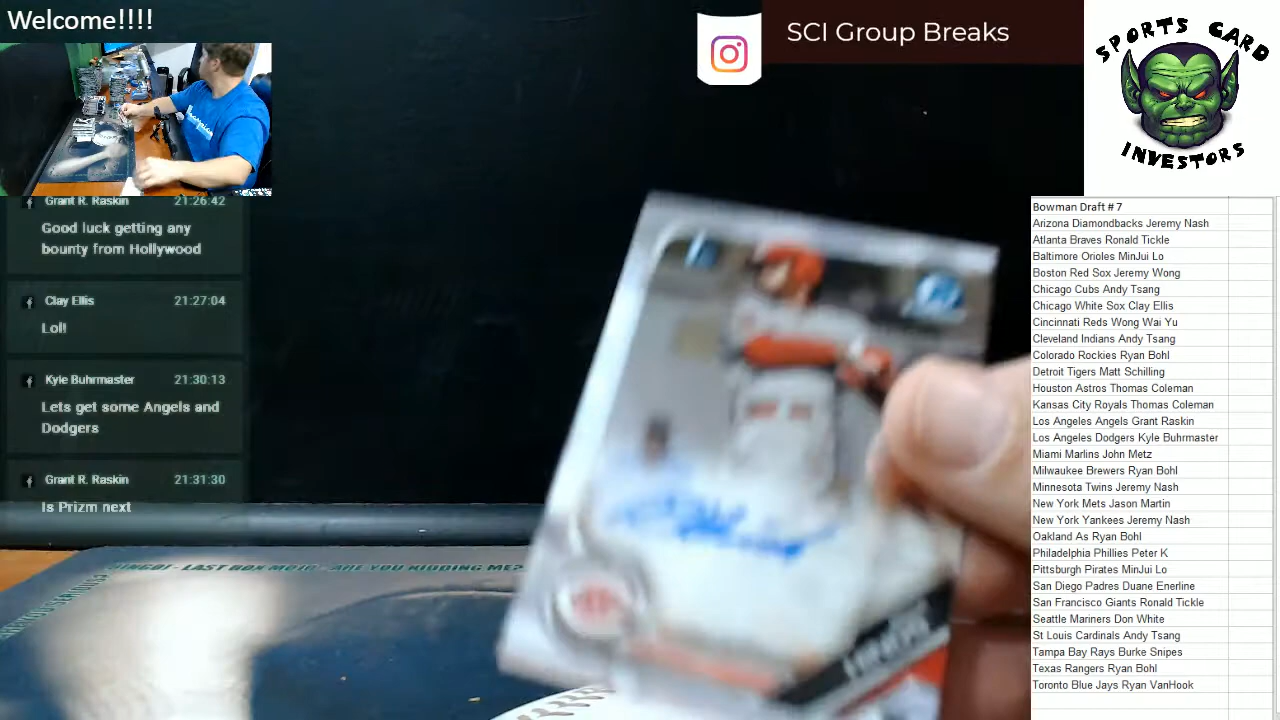 Welcome!!!!
SCI Group Breaks
SPORTS CARD
INVESTORS
Grant R. Raskin 21:26:42
Good luck getting any
bounty from Hollywood
Clay Ellis 21:27:04
Lol!
Kyle Buhrmaster 21:30:13
Lets get some Angels and
Dodgers
Grant R. Raskin 21:31:30
Is Prizm next
BINGO! - LAST BOX MOJO - ARE YOU KIDDING ME?
Bowman Draft # 7
Arizona Diamondbacks Jeremy Nash
Atlanta Braves Ronald Tickle
Baltimore Orioles MinJui Lo
Boston Red Sox Jeremy Wong
Chicago Cubs Andy Tsang
Chicago White Sox Clay Ellis
Cincinnati Reds Wong Wai Yu
Cleveland Indians Andy Tsang
Colorado Rockies Ryan Bohl
Detroit Tigers Matt Schilling
Houston Astros Thomas Coleman
Kansas City Royals Thomas Coleman
Los Angeles Angels Grant Raskin
Los Angeles Dodgers Kyle Buhrmaster
Miami Marlins John Metz
Milwaukee Brewers Ryan Bohl
Minnesota Twins Jeremy Nash
New York Mets Jason Martin
New York Yankees Jeremy Nash
Oakland As Ryan Bohl
Philadelphia Phillies Peter K
Pittsburgh Pirates MinJui Lo
San Diego Padres Duane Enerline
San Francisco Giants Ronald Tickle
Seattle Mariners Don White
St Louis Cardinals Andy Tsang
Tampa Bay Rays Burke Snipes
Texas Rangers Ryan Bohl
Toronto Blue Jays Ryan VanHook